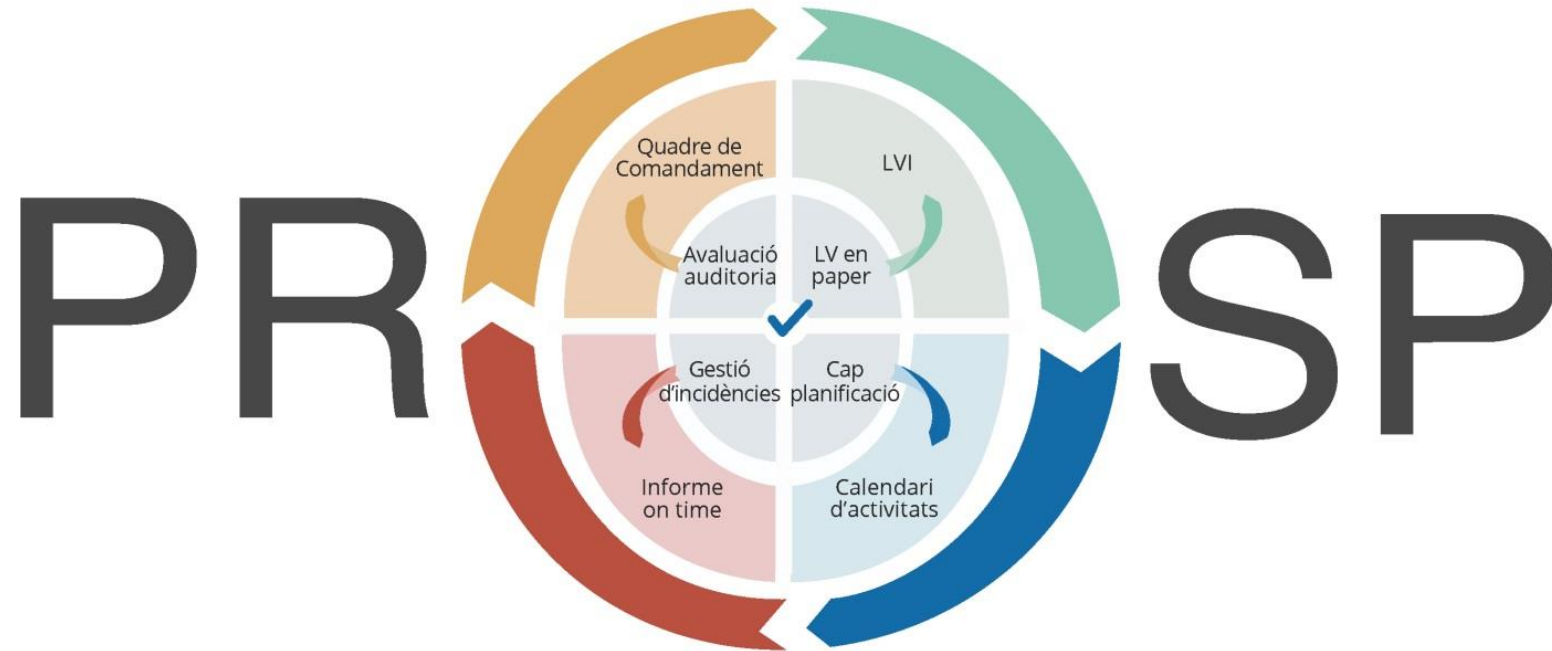 PR SP
Quadre de
Comandament
LVI
Avaluació
auditoria
LV en
paper
Gestió
d'incidències
Cap
planificació
Informe
on time
Calendari
d'activitats